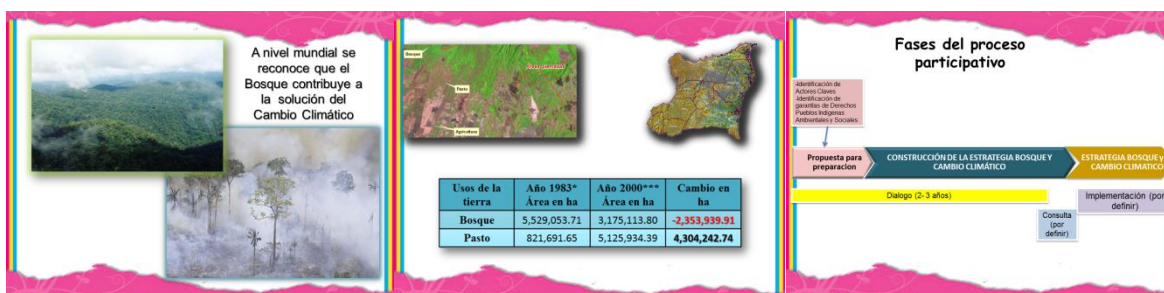 A nivel mundial se
reconoce que el
Bosque contribuye a
la solución del
Cambio Climático
Bosque
Pasto
Agricultura
Usos de la tierra | Año 1983* Área en ha | Año 2000*** Área en ha | Cambio en ha
Bosque | 5,529,053.71 | 3,175,113.80 | -2,353,939.91
Pasto | 821,691.65 | 5,125,934.39 | 4,304,242.74
Fases del proceso
participativo
-Identificación de
Actores Claves
-Identificación de
garantías de Derechos
Pueblos Indígenas
Ambientales y Sociales
Propuesta para
preparacion
CONSTRUCCIÓN DE LA ESTRATEGIA BOSQUE Y
CAMBIO CLIMÁTICO
ESTRATEGIA BOSQUE y
CAMBIO CLIMATICO
Dialogo (2- 3 años)
Consulta
(por
definir)
Implementación (por
definir)